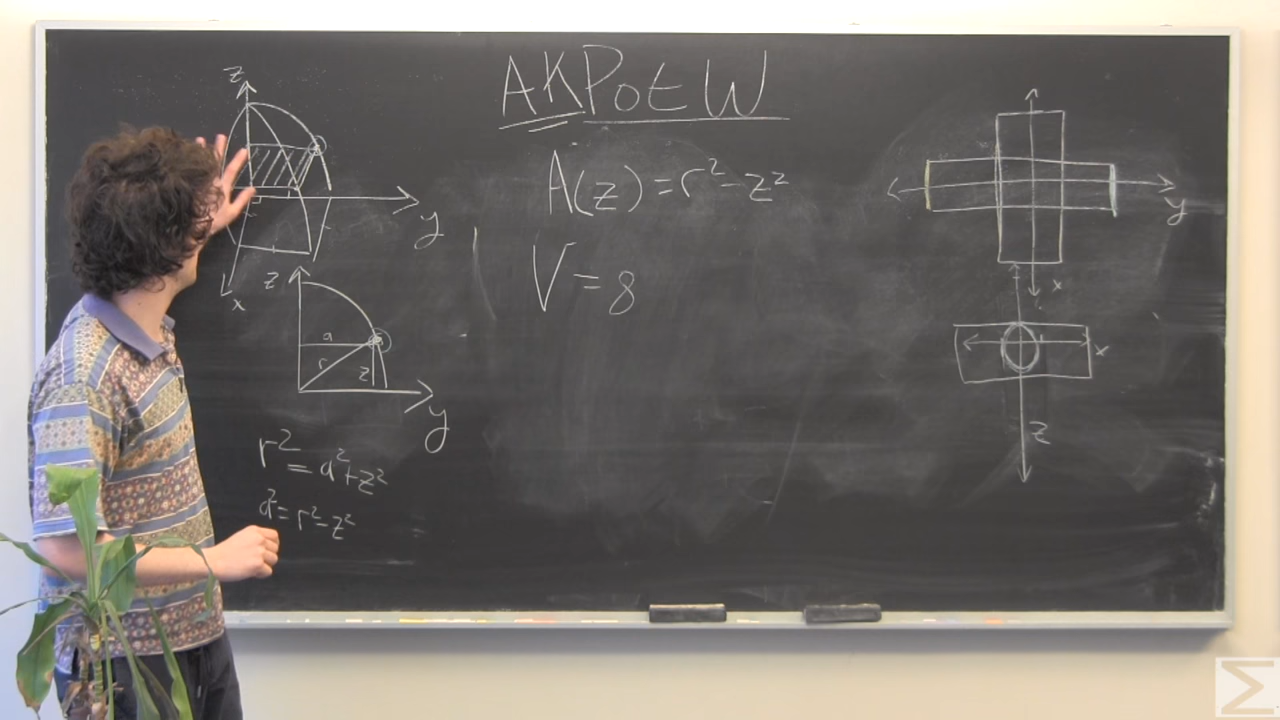 AKPotW
A(z) = r² - z²
V = 8
z
y
x
z
a
r
z
y
r² = a² + z²
a² = r² - z²
y
x
x
z
Σ